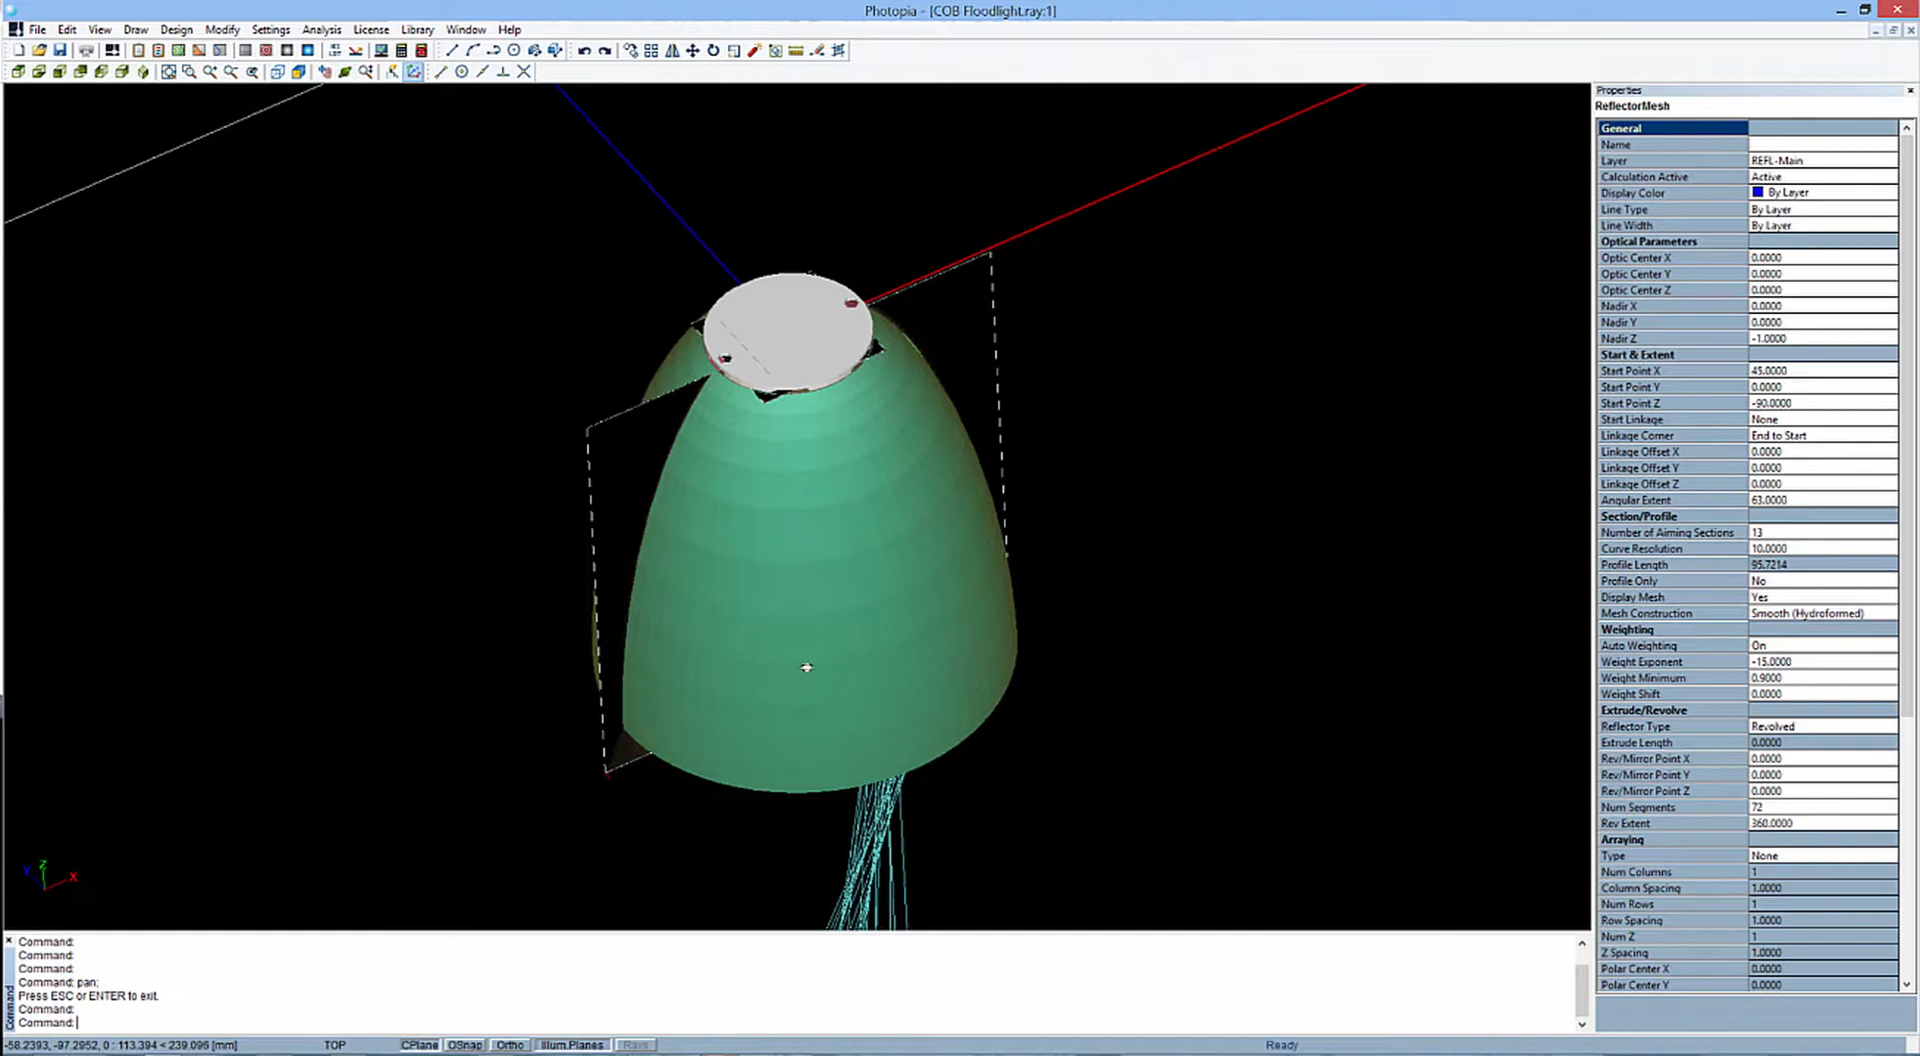 Photopia - [COB Floodlight.ray:1]
File Edit View Draw Design Modify Settings Analysis License Library Window Help
Properties
ReflectorMesh
General
Name
Layer REFL-Main
Calculation Active Active
Display Color By Layer
Line Type By Layer
Line Width By Layer
Optical Parameters
Optic Center X 0.0000
Optic Center Y 0.0000
Optic Center Z 0.0000
Nadir X 0.0000
Nadir Y 0.0000
Nadir Z -1.0000
Start & Extent
Start Point X 45.0000
Start Point Y 0.0000
Start Point Z -90.0000
Start Linkage None
Linkage Corner End to Start
Linkage Offset X 0.0000
Linkage Offset Y 0.0000
Linkage Offset Z 0.0000
Angular Extent 63.0000
Section/Profile
Number of Aiming Sections 13
Curve Resolution 10.0000
Profile Length 95.7214
Profile Only No
Display Mesh Yes
Mesh Construction Smooth (Hydroformed)
Weighting
Auto Weighting On
Weight Exponent -15.0000
Weight Minimum 0.9000
Weight Shift 0.0000
Extrude/Revolve
Reflector Type Revolved
Extrude Length 0.0000
Rev/Mirror Point X 0.0000
Rev/Mirror Point Y 0.0000
Rev/Mirror Point Z 0.0000
Num Segments 72
Rev Extent 360.0000
Arraying
Type None
Num Columns 1
Column Spacing 1.0000
Num Rows 1
Row Spacing 1.0000
Num Z 1
Z Spacing 1.0000
Polar Center X 0.0000
Polar Center Y 0.0000
Y Z X
Command
Command:
Command:
Command:
Command: pan;
Press ESC or ENTER to exit.
Command:
Command:
-58.2393, -97.2952, 0 : 113.394 < 239.096 [mm] TOP CPlane OSnap Ortho Illum.Planes Rays Ready